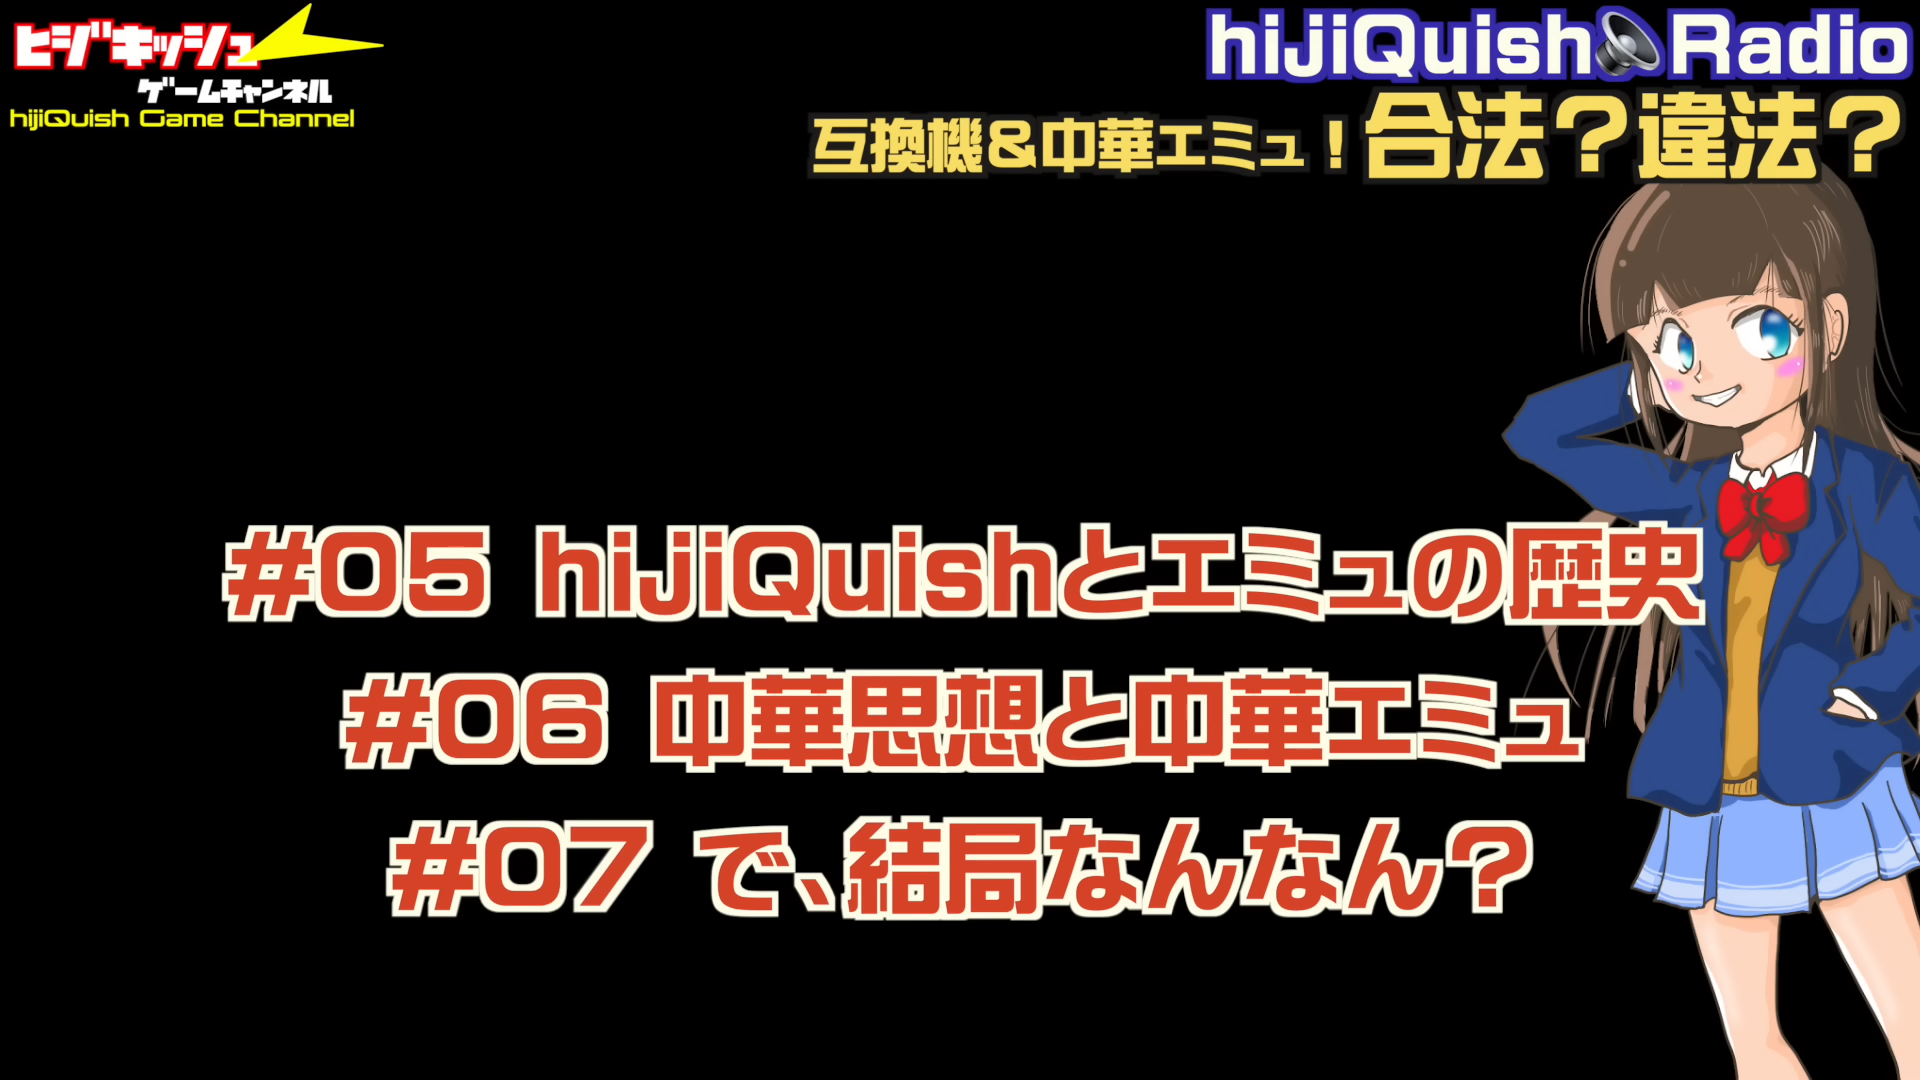 ヒジキッシュ
ゲームチャンネル
hijiQuish Game Channel
hijiQuish Radio
互換機&中華エミュ!合法?違法?
#05 hijiQuishとエミュの歴史
#06 中華思想と中華エミュ
#07 で、結局なんなん?